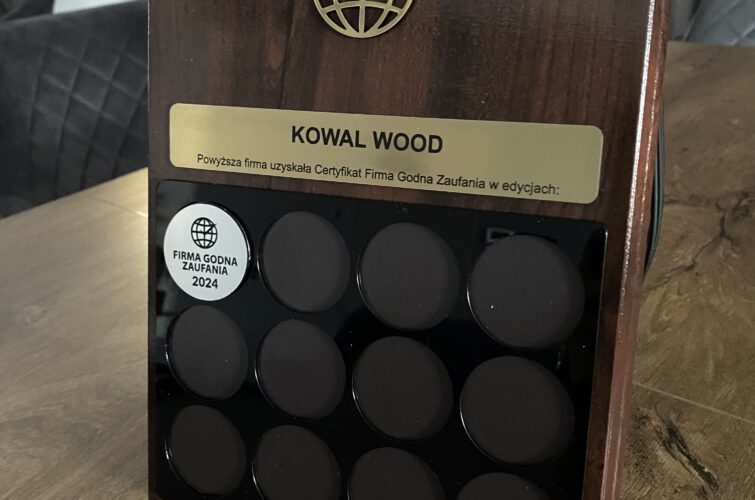 KOWAL WOOD
Powyższa firma uzyskała Certyfikat Firma Godna Zaufania w edycjach:
FIRMA GODNA
ZAUFANIA
2024